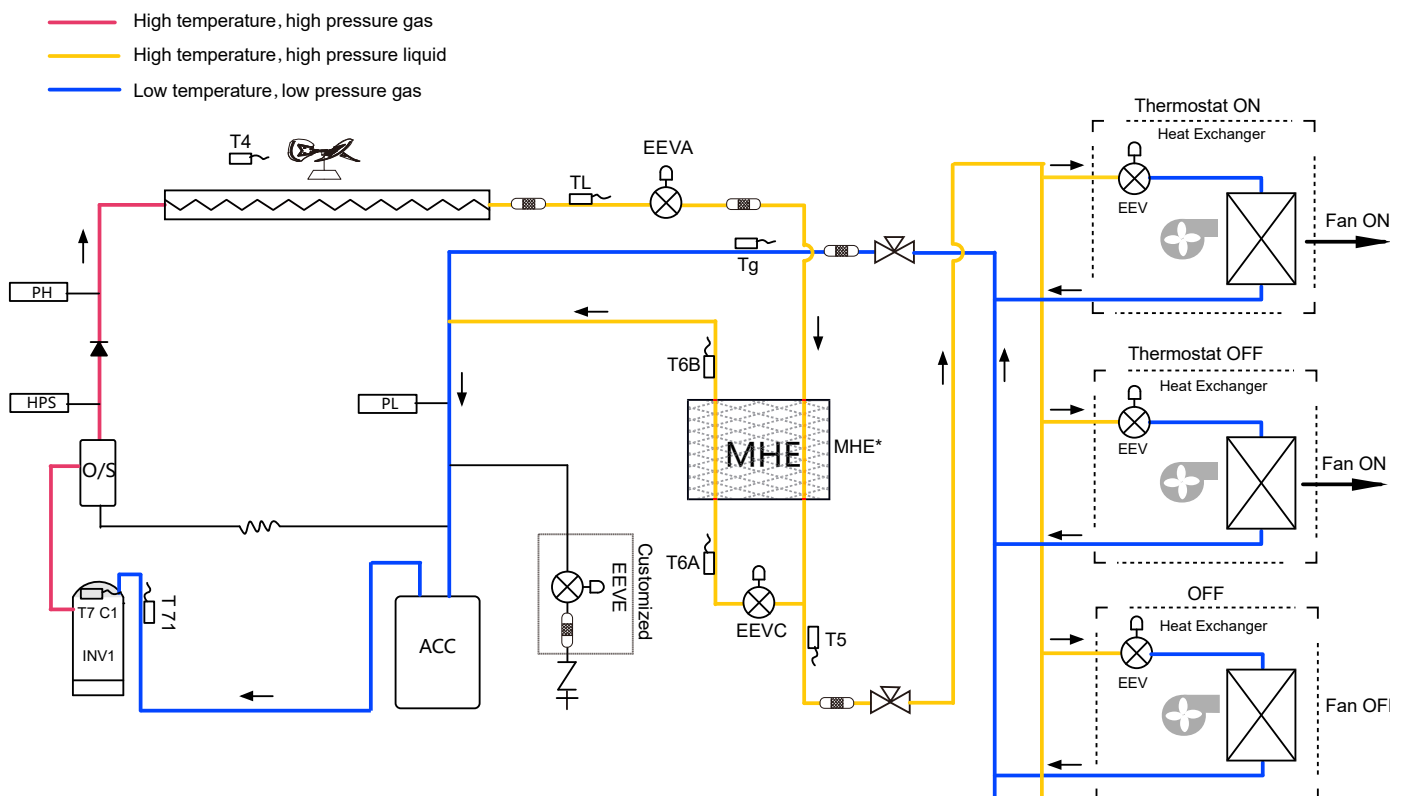 High temperature, high pressure gas
High temperature, high pressure liquid
Low temperature, low pressure gas
Thermostat ON
Heat Exchanger
T4
EEVA
TL
EEV
Fan ON
Tg
PH
Thermostat OFF
Heat Exchanger
T6B
HPS
PL
EEV
MHE
MHE*
Fan ON
O/S
T6A
Customized
EEVE
OFF
Heat Exchanger
T7 C1
T71
EEVC
T5
ACC
INV1
EEV
Fan OF